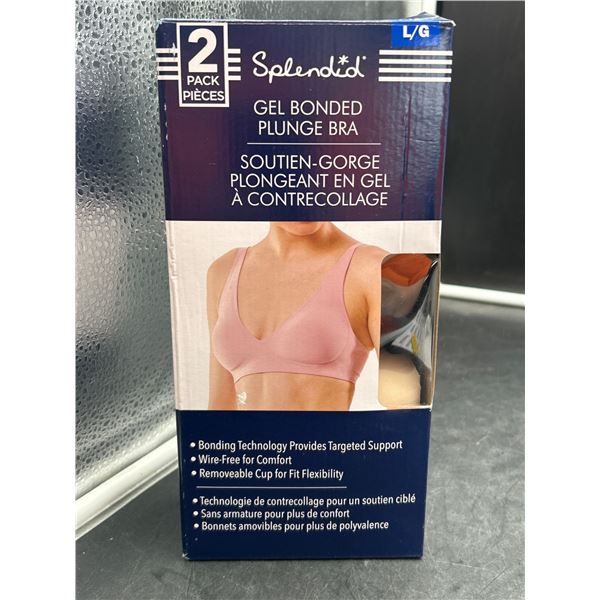 2
PACK
PIÈCES
Splendid
L/G
GEL BONDED
PLUNGE BRA
SOUTIEN-GORGE
PLONGEANT EN GEL
À CONTRECOLLAGE
• Bonding Technology Provides Targeted Support
• Wire-Free for Comfort
• Removeable Cup for Fit Flexibility
• Technologie de contrecollage pour un soutien ciblé
• Sans armature pour plus de confort
• Bonnets amovibles pour plus de polyvalence